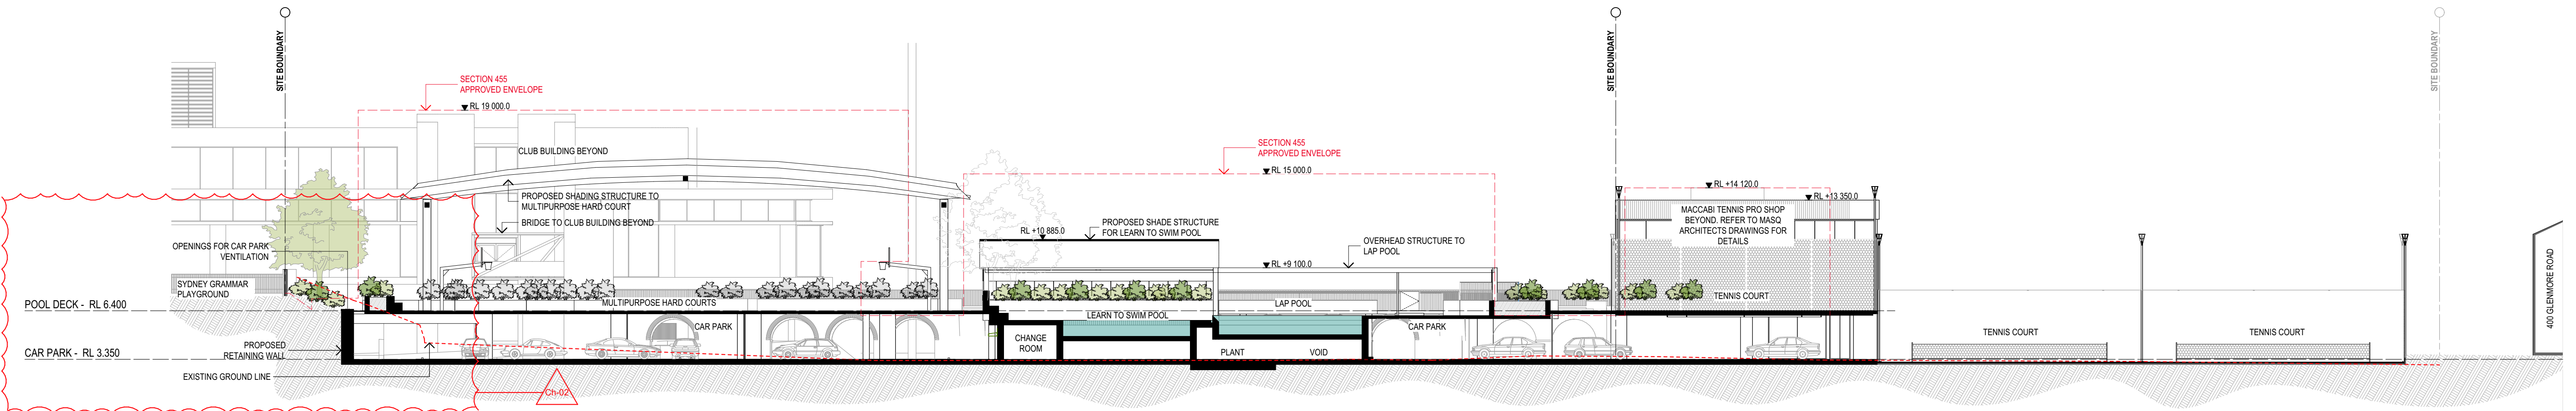 SITE BOUNDARY
SITE BOUNDARY
SITE BOUNDARY
SECTION 455
APPROVED ENVELOPE
RL 19 000.0
CLUB BUILDING BEYOND
SECTION 455
APPROVED ENVELOPE
RL 15 000.0
RL +14 120.0
RL +13 350.0
PROPOSED SHADING STRUCTURE TO
MULTIPURPOSE HARD COURT
BRIDGE TO CLUB BUILDING BEYOND
MACCABI TENNIS PRO SHOP
BEYOND. REFER TO MASQ
ARCHITECTS DRAWINGS FOR
DETAILS
PROPOSED SHADE STRUCTURE
FOR LEARN TO SWIM POOL
RL +10 885.0
OPENINGS FOR CAR PARK
VENTILATION
OVERHEAD STRUCTURE TO
LAP POOL
RL +9 100.0
SYDNEY GRAMMAR
PLAYGROUND
400 GLENMORE ROAD
POOL DECK - RL 6.400
MULTIPURPOSE HARD COURTS
LAP POOL
TENNIS COURT
LEARN TO SWIM POOL
CAR PARK
CAR PARK
TENNIS COURT
TENNIS COURT
PROPOSED
RETAINING WALL
CHANGE
ROOM
PLANT
VOID
CAR PARK - RL 3.350
EXISTING GROUND LINE
Ch-02